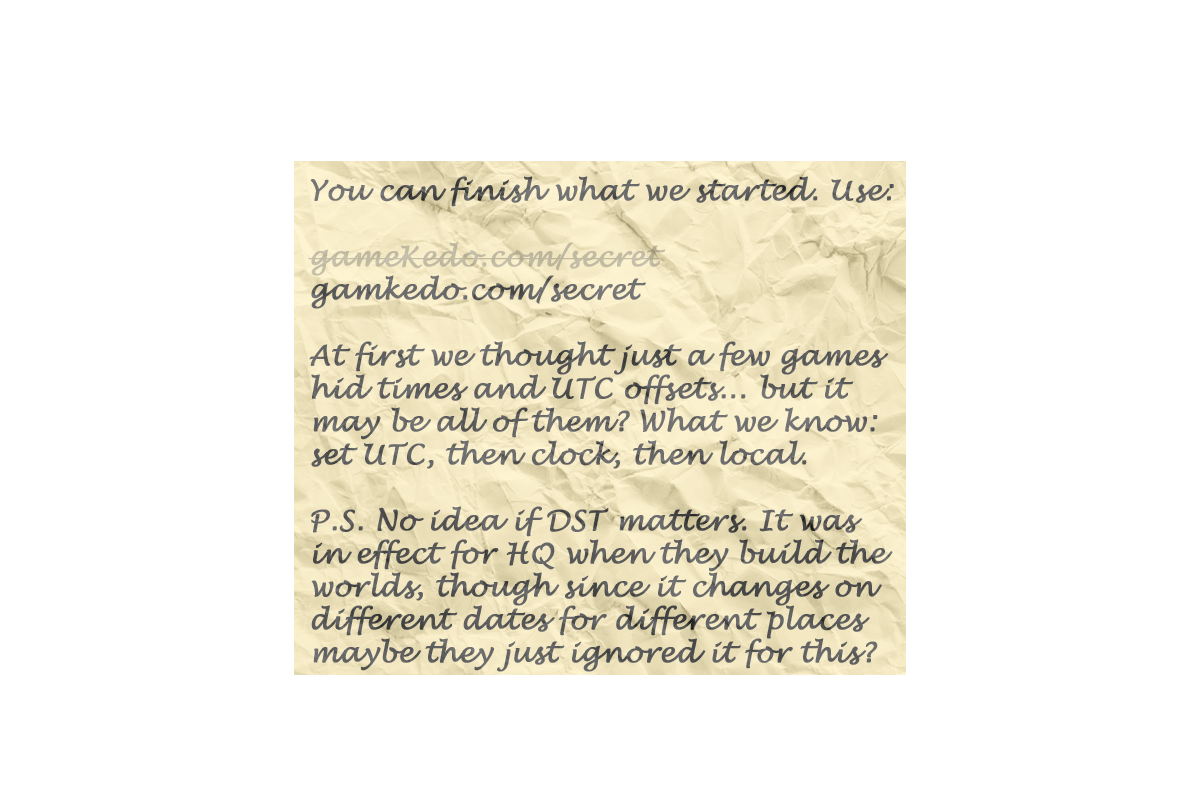 You can finish what we started. Use:
gameKedo.com/secret
gamkedo.com/secret
At first we thought just a few games
hid times and UTC offsets... but it
may be all of them? What we know:
set UTC, then clock, then local.
P.S. No idea if DST matters. It was
in effect for HQ when they build the
worlds, though since it changes on
different dates for different places
maybe they just ignored it for this?